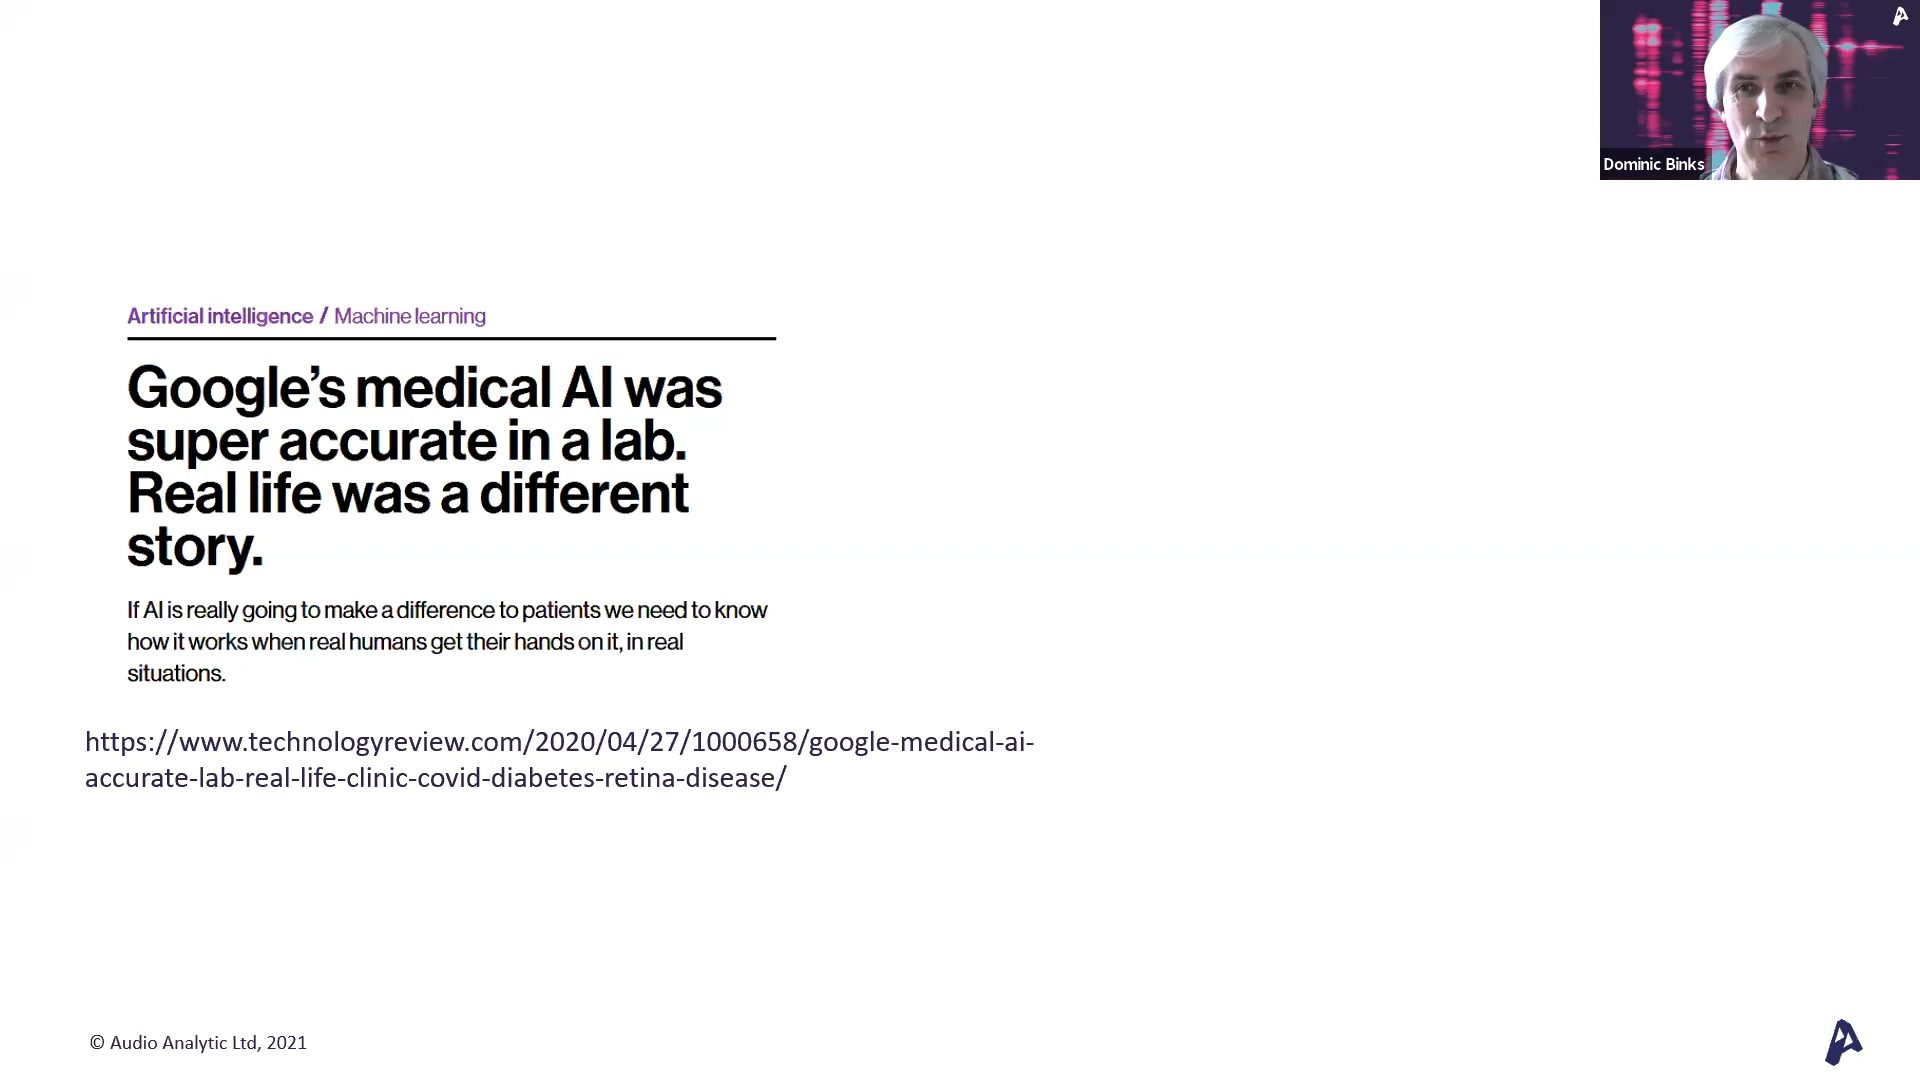 Dominic Binks
Artificial intelligence / Machine learning
Google’s medical AI was
super accurate in a lab.
Real life was a different
story.
If AI is really going to make a difference to patients we need to know
how it works when real humans get their hands on it, in real
situations.
https://www.technologyreview.com/2020/04/27/1000658/google-medical-ai-
accurate-lab-real-life-clinic-covid-diabetes-retina-disease/
© Audio Analytic Ltd, 2021